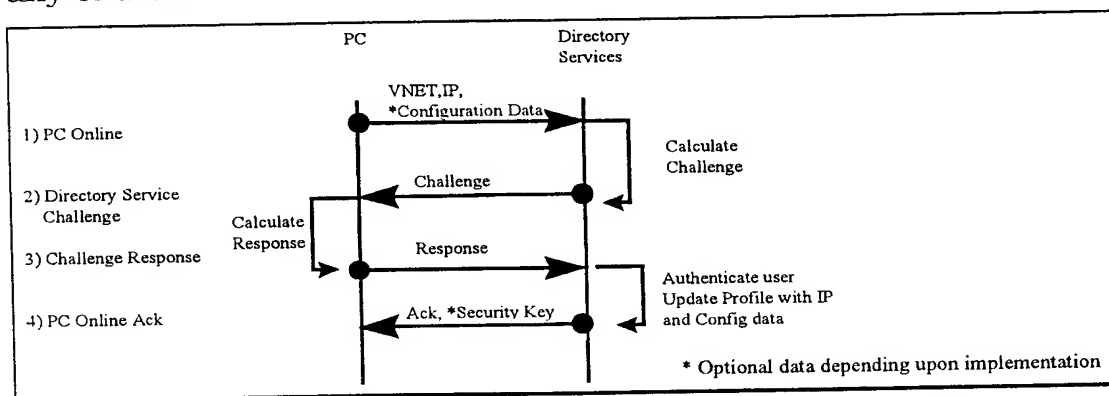 PC
Directory
Services
VNET,IP,
*Configuration Data
1) PC Online
Calculate
Challenge
Challenge
2) Directory Service
Challenge
Calculate
Response
3) Challenge Response
Response
Authenticate user
Update Profile with IP
and Config data
4) PC Online Ack
Ack, *Security Key
* Optional data depending upon implementation